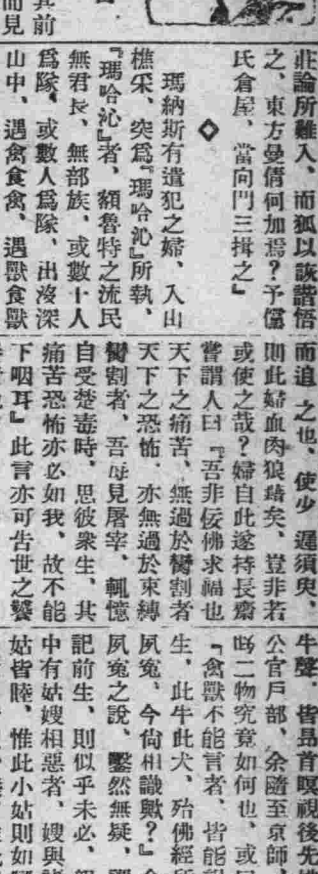 其前
而見
莊論所難入、而狐以詼諧悟
之、東方曼倩何加焉?予儻
氏倉居、當向門三揖之』
◇
瑪納斯有遣犯之婦、入山
樵采、突爲『瑪哈沁』所執、
『瑪哈沁』者、額魯特之流民
無君長、無部族、或數十人
爲隊、或數人爲隊、出沒深
山中、遇禽食禽、遇獸食獸
而追 之也、使少 遲須臾、
則此婦血肉狼藉矣、豈非若
或使之哉?婦自此遂持長齋
嘗謂人曰『吾非佞佛求福也
天下之痛苦、無過於臠割者
天下之恐怖、亦無過於束縛
臠割者、吾每見屠宰、輒憶
自受楚毒時、思彼衆生、其
痛苦恐怖亦必如我、故不能
下咽耳』此言亦可告世之饕
牛聲、皆昂首瞑視後先
公官戶部、余隨至京師、
時二物究竟如何也、或曰
『禽獸不能言者、皆能
生、此牛此犬、殆佛經所
夙冤、今尙相識歟?』
夙冤之說、鑿然無疑、
記前生、則似乎未必、
中有姑嫂相惡者、嫂與
姑皆睦、惟此小姑則如